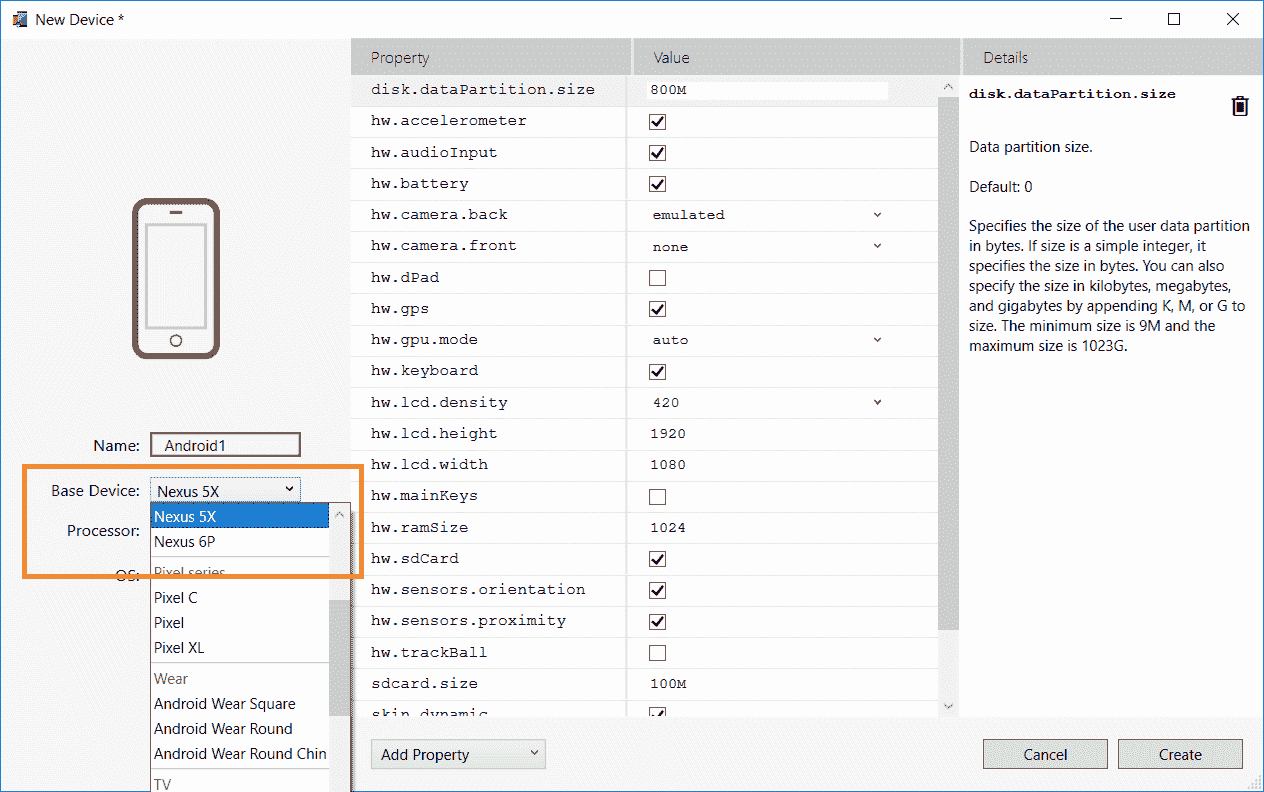 New Device *
Property Value Details
disk.dataPartition.size 800M
hw.accelerometer
hw.audioInput
hw.battery
hw.camera.back emulated
hw.camera.front none
hw.dPad
hw.gps
hw.gpu.mode auto
hw.keyboard
hw.lcd.density 420
hw.lcd.height 1920
hw.lcd.width 1080
hw.mainKeys
hw.ramSize 1024
hw.sdCard
hw.sensors.orientation
hw.sensors.proximity
hw.trackBall
sdcard.size 100M
skin.dynamic
Add Property
disk.dataPartition.size
Data partition size.
Default: 0
Specifies the size of the user data partition
in bytes. If size is a simple integer, it
specifies the size in bytes. You can also
specify the size in kilobytes, megabytes,
and gigabytes by appending K, M, or G to
size. The minimum size is 9M and the
maximum size is 1023G.
Name: Android1
Base Device: Nexus 5X
Processor:
OS:
Nexus 5X
Nexus 6P
Pixel series
Pixel C
Pixel
Pixel XL
Wear
Android Wear Square
Android Wear Round
Android Wear Round Chin
TV
Cancel Create